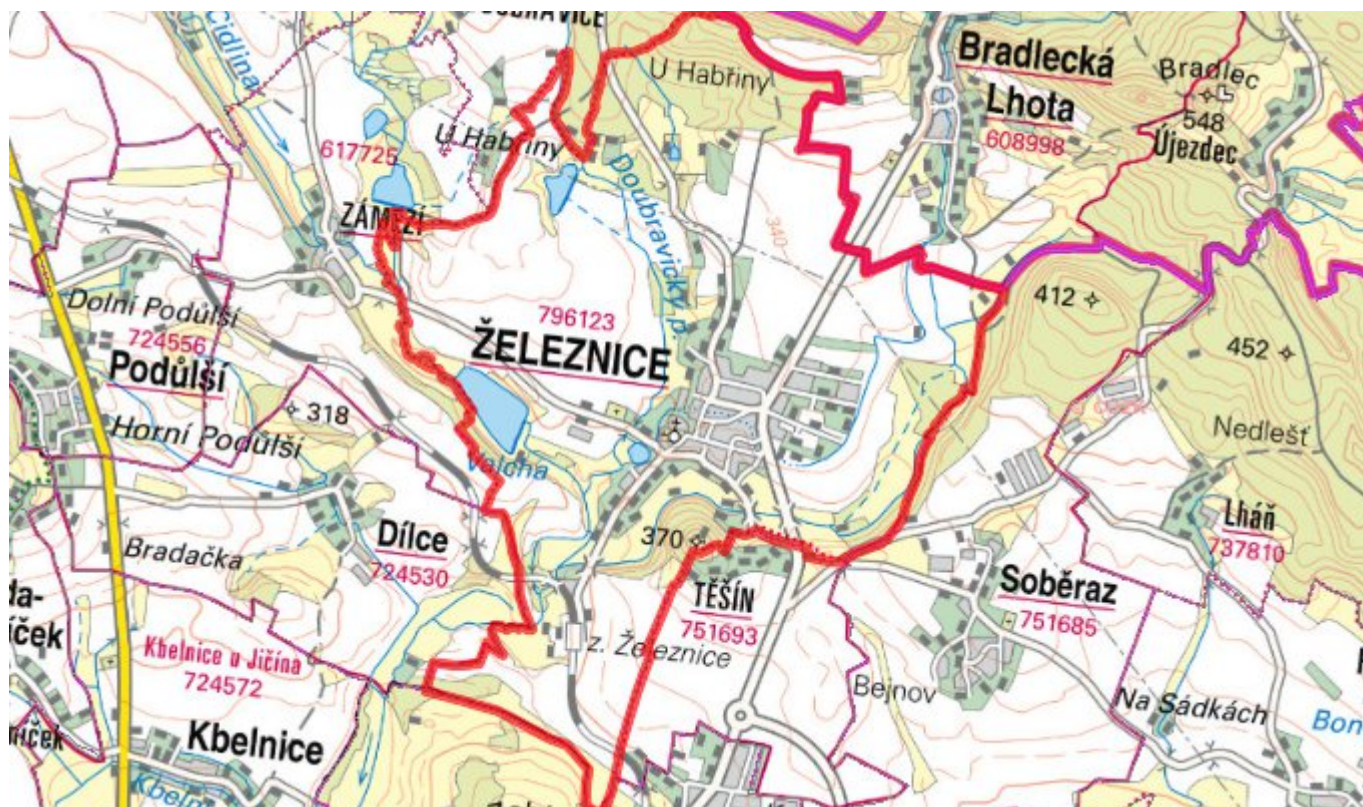 Cidlina
U Habřiny
Bradlecká
Lhota
608998
Bradlec
548
Újezdec
617725
U Habřiny
Doubravický p.
ZÁMEZÍ
340
412
452
Dolní Podůlší
724556
Podůlší
796123
ŽELEZNICE
318
Horní Podůlší
Valcha
Nedlešť
Dílce
724530
Bradačka
370
TĚŠÍN
751693
Soběraz
751685
Lháň
737810
Kbelnice u Jičína
724572
z. Železnice
Bejnov
Na Sádkách
Kbelnice